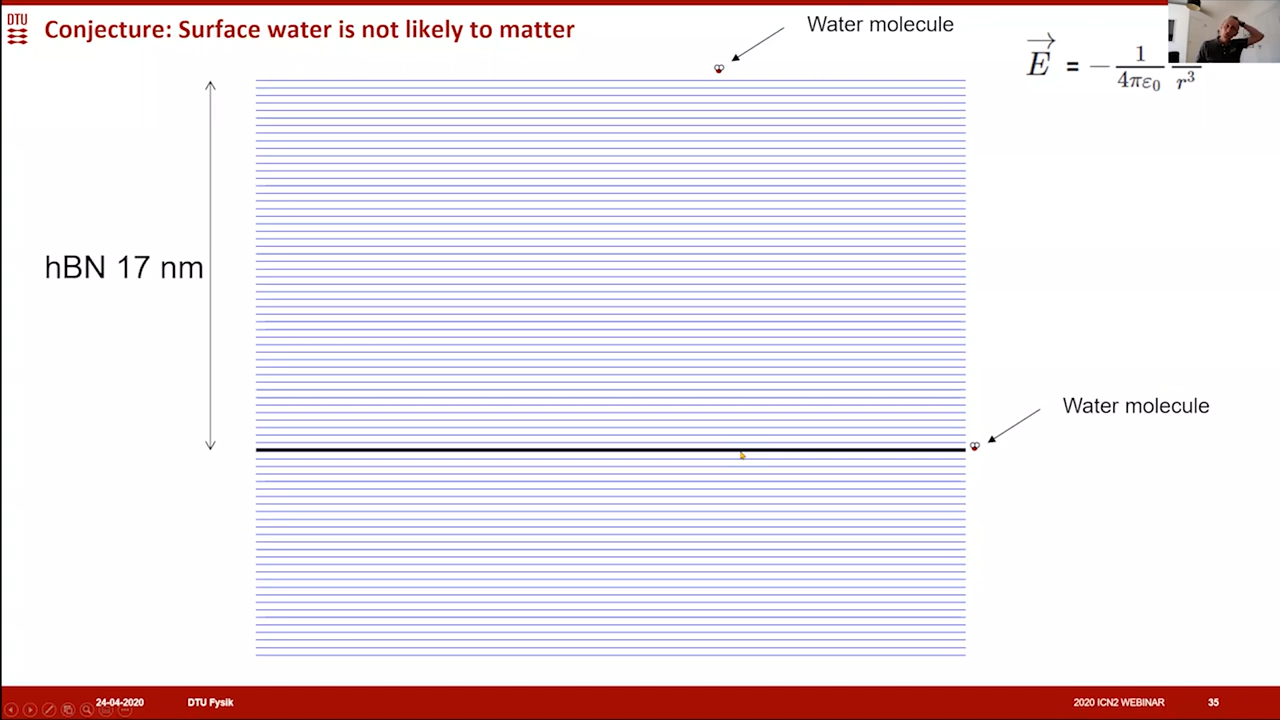 DTU
Conjecture: Surface water is not likely to matter
Water molecule
E = − 1 / 4πε₀ r³
hBN 17 nm
Water molecule
24-04-2020
DTU Fysik
2020 ICN2 WEBINAR
35